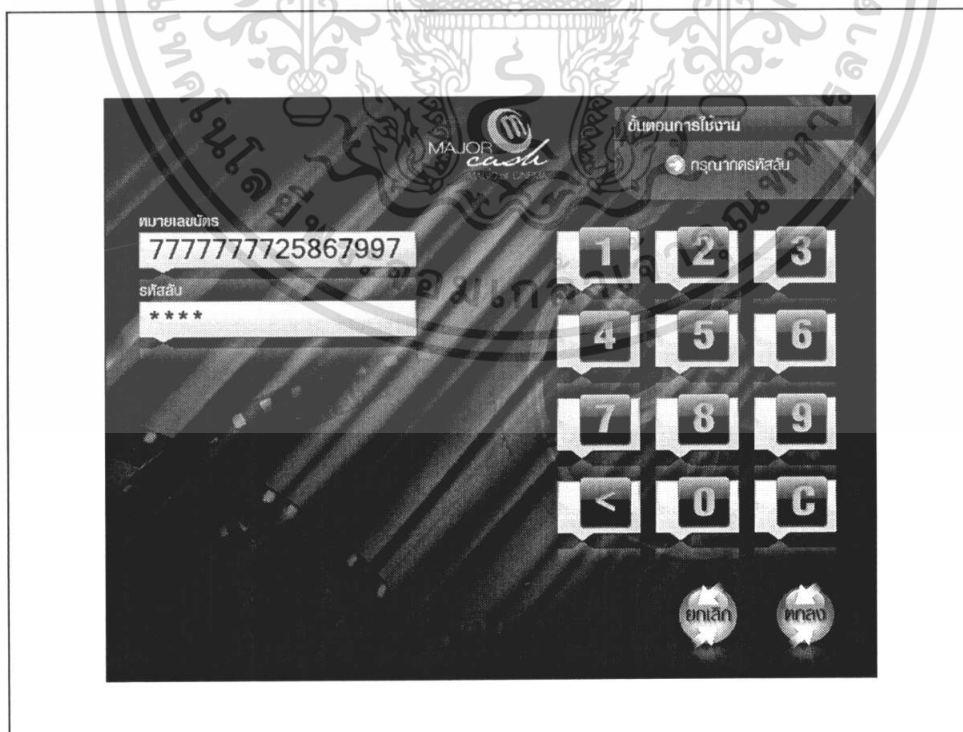 MAJOR
cash
MAGIC OF CINEMA
ขั้นตอนการใช้งาน
กรุณากดรหัสลับ
หมายเลขบัตร
7777777725867997
รหัสลับ
****
1 2 3
4 5 6
7 8 9
< 0 C
ยกเลิก ตกลง